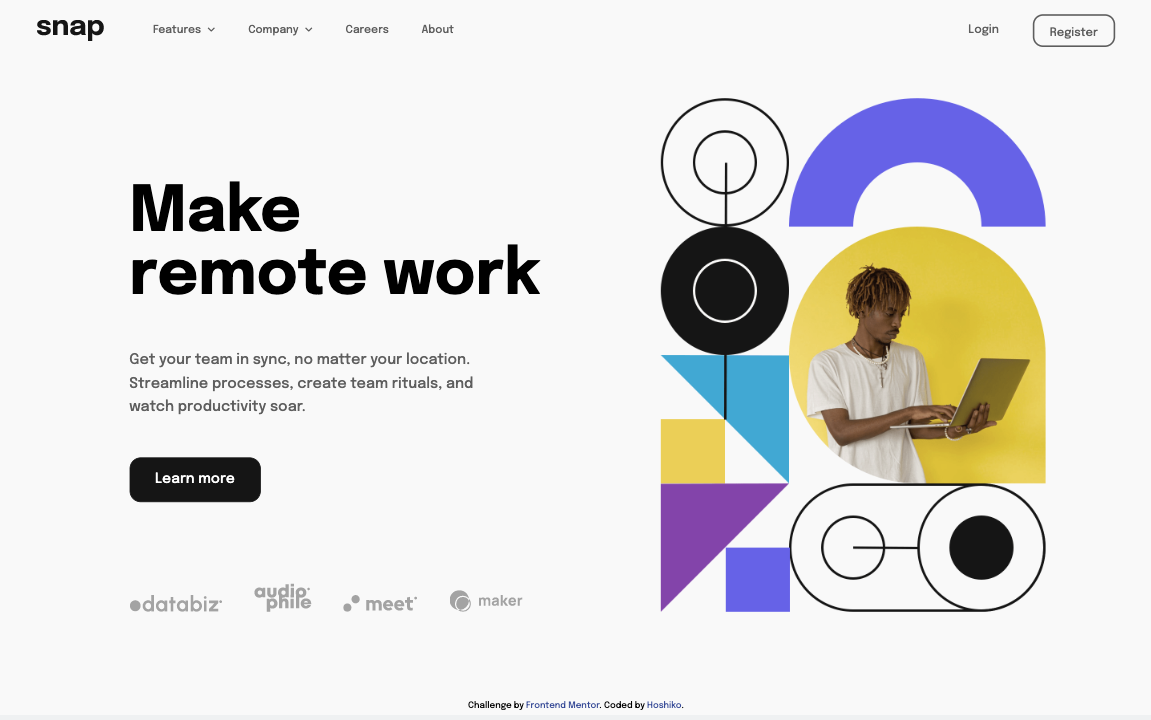 snap
Features
Company
Careers
About
Login
Register
Make
remote work
Get your team in sync, no matter your location.
Streamline processes, create team rituals, and
watch productivity soar.
Learn more
databiz
audio
phile
meet
maker
Challenge by Frontend Mentor. Coded by Hoshiko.